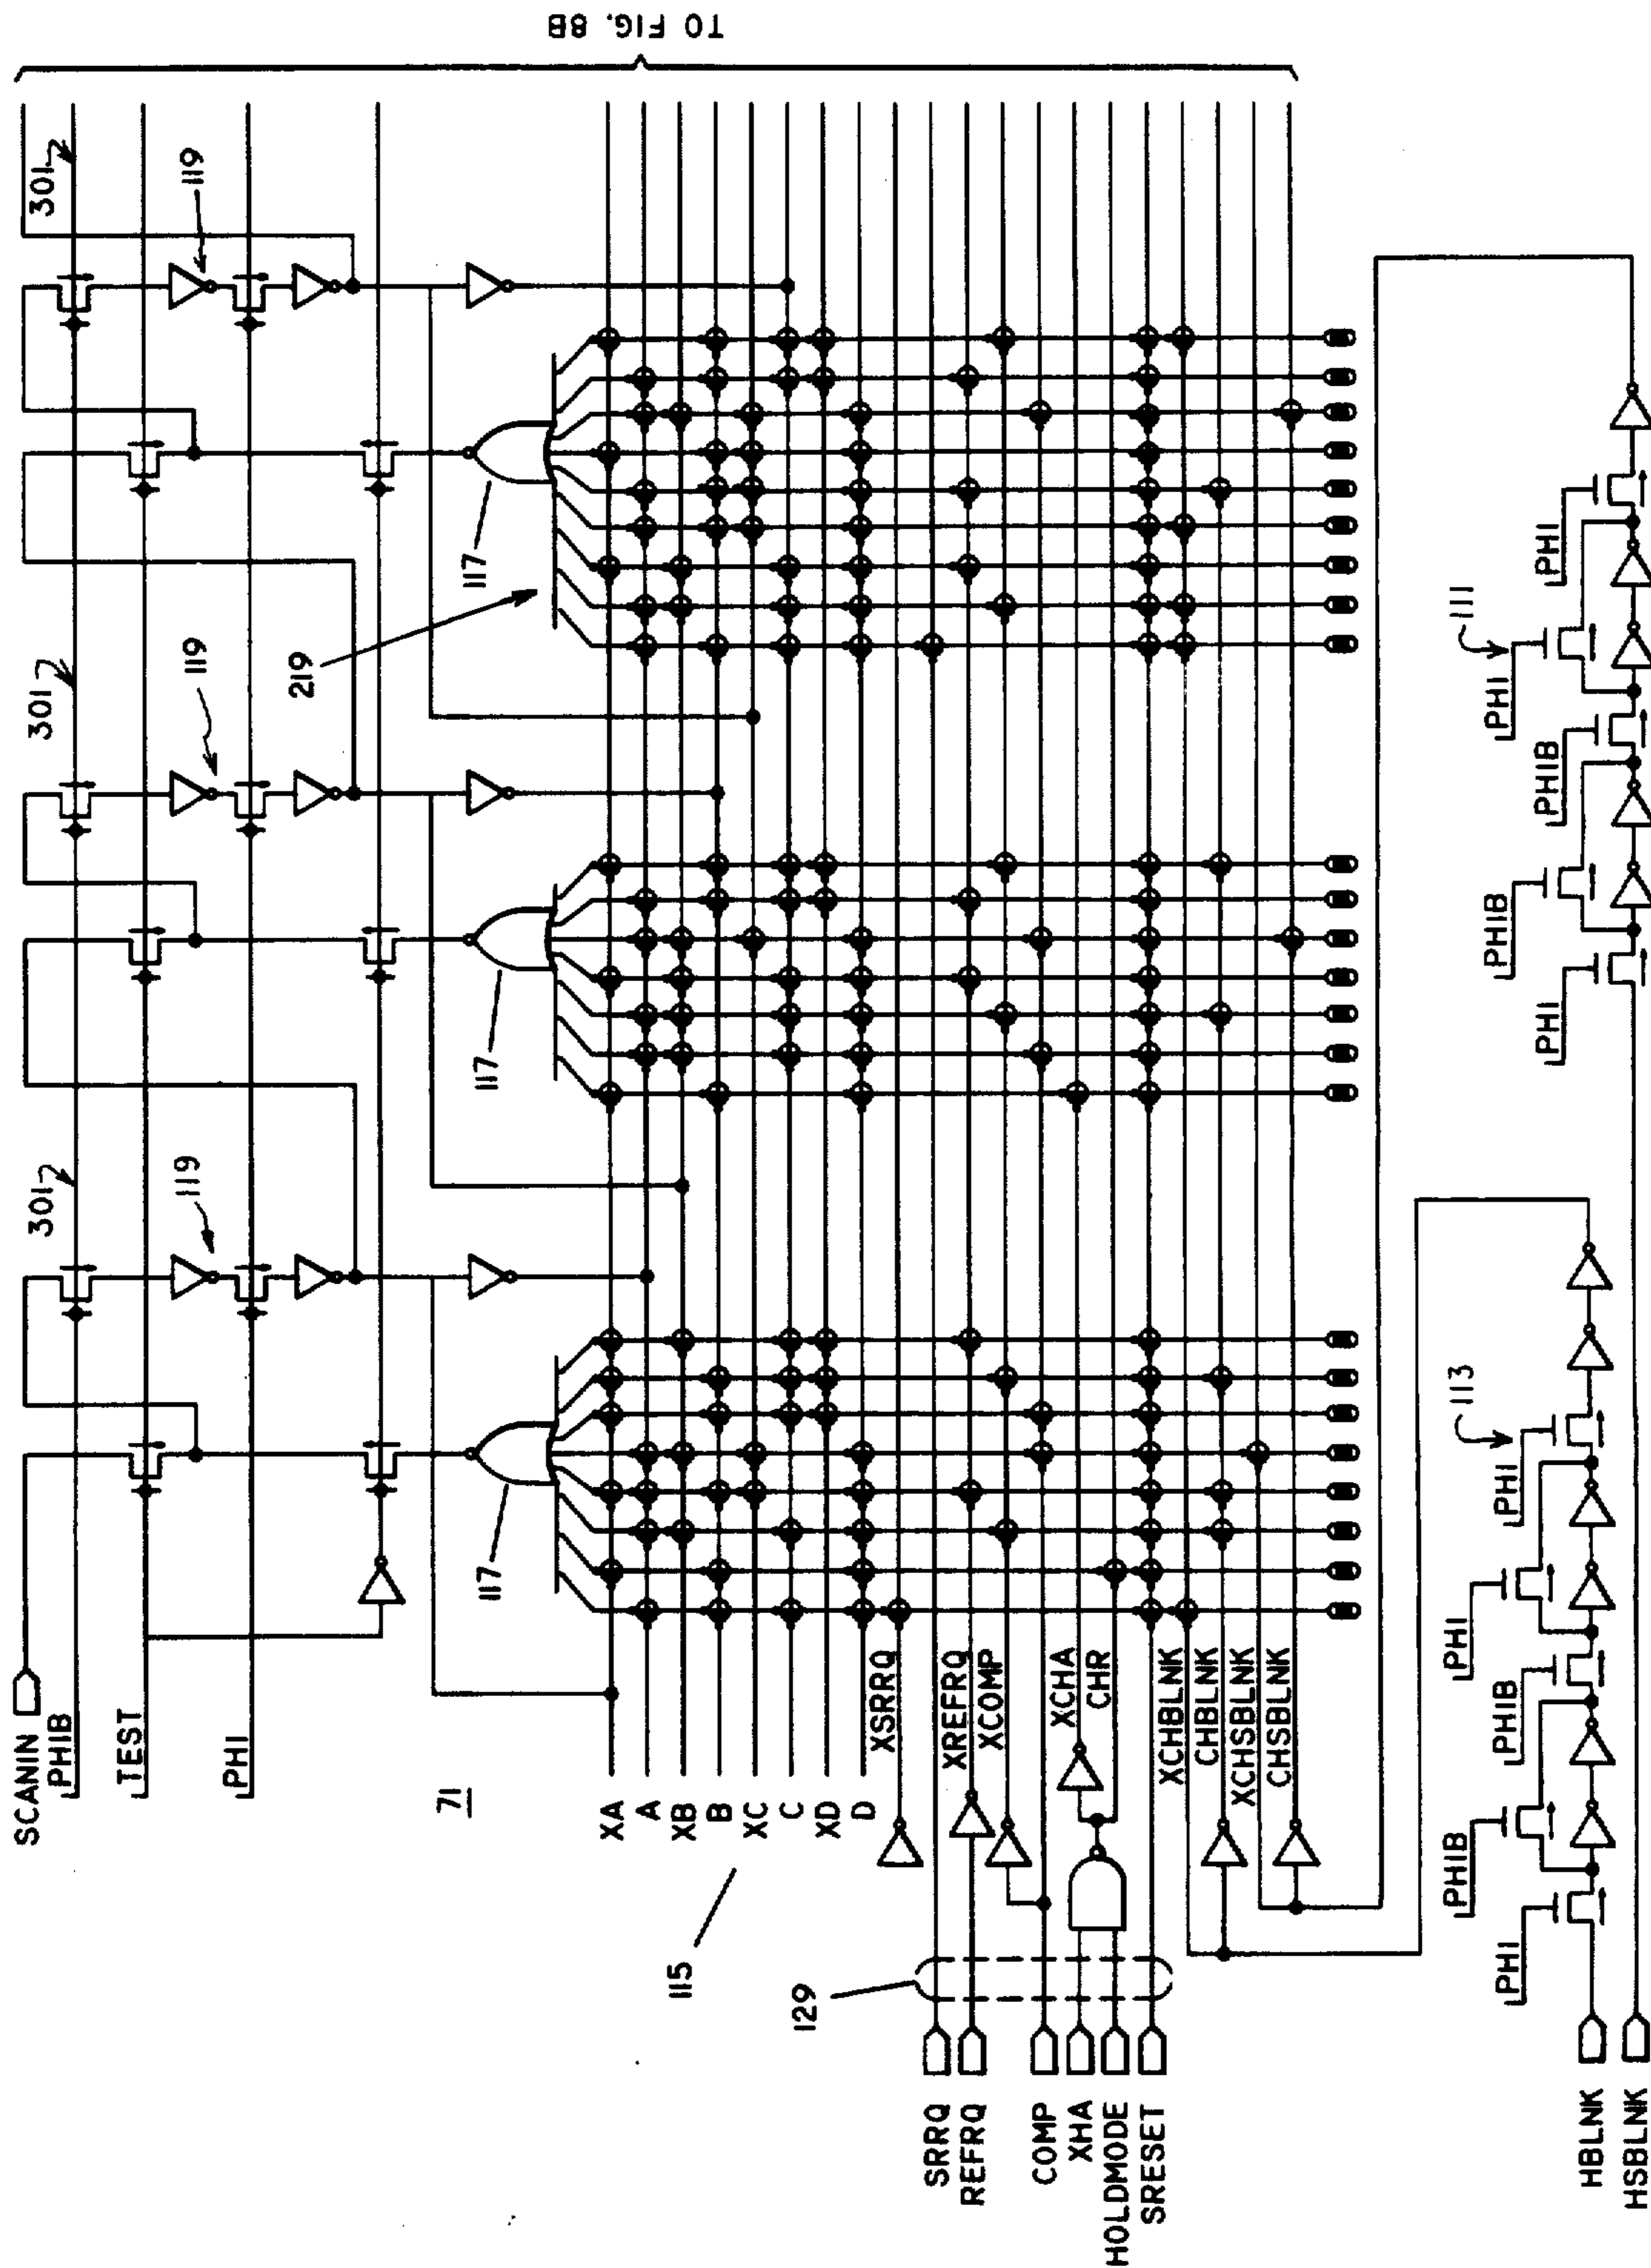 TO FIG. 8B
301
301
301
119
119
119
SCANIN
PHIB
TEST
PHI
117
117
117
219
71
XA
A
XB
B
XC
C
XD
D
115
XSRRQ
XREFRQ
XCOMP
XCHA
CHR
XCHBLNK
CHBLNK
XCHSBLNK
CHSBLNK
129
SRRQ
REFRQ
COMP
XHA
HOLDMODE
SRESET
HBLNK
HSBLNK
PHI
PHIB
PHIB
PHI
PHI
113
PHI
PHIB
PHIB
PHI
PHI
111